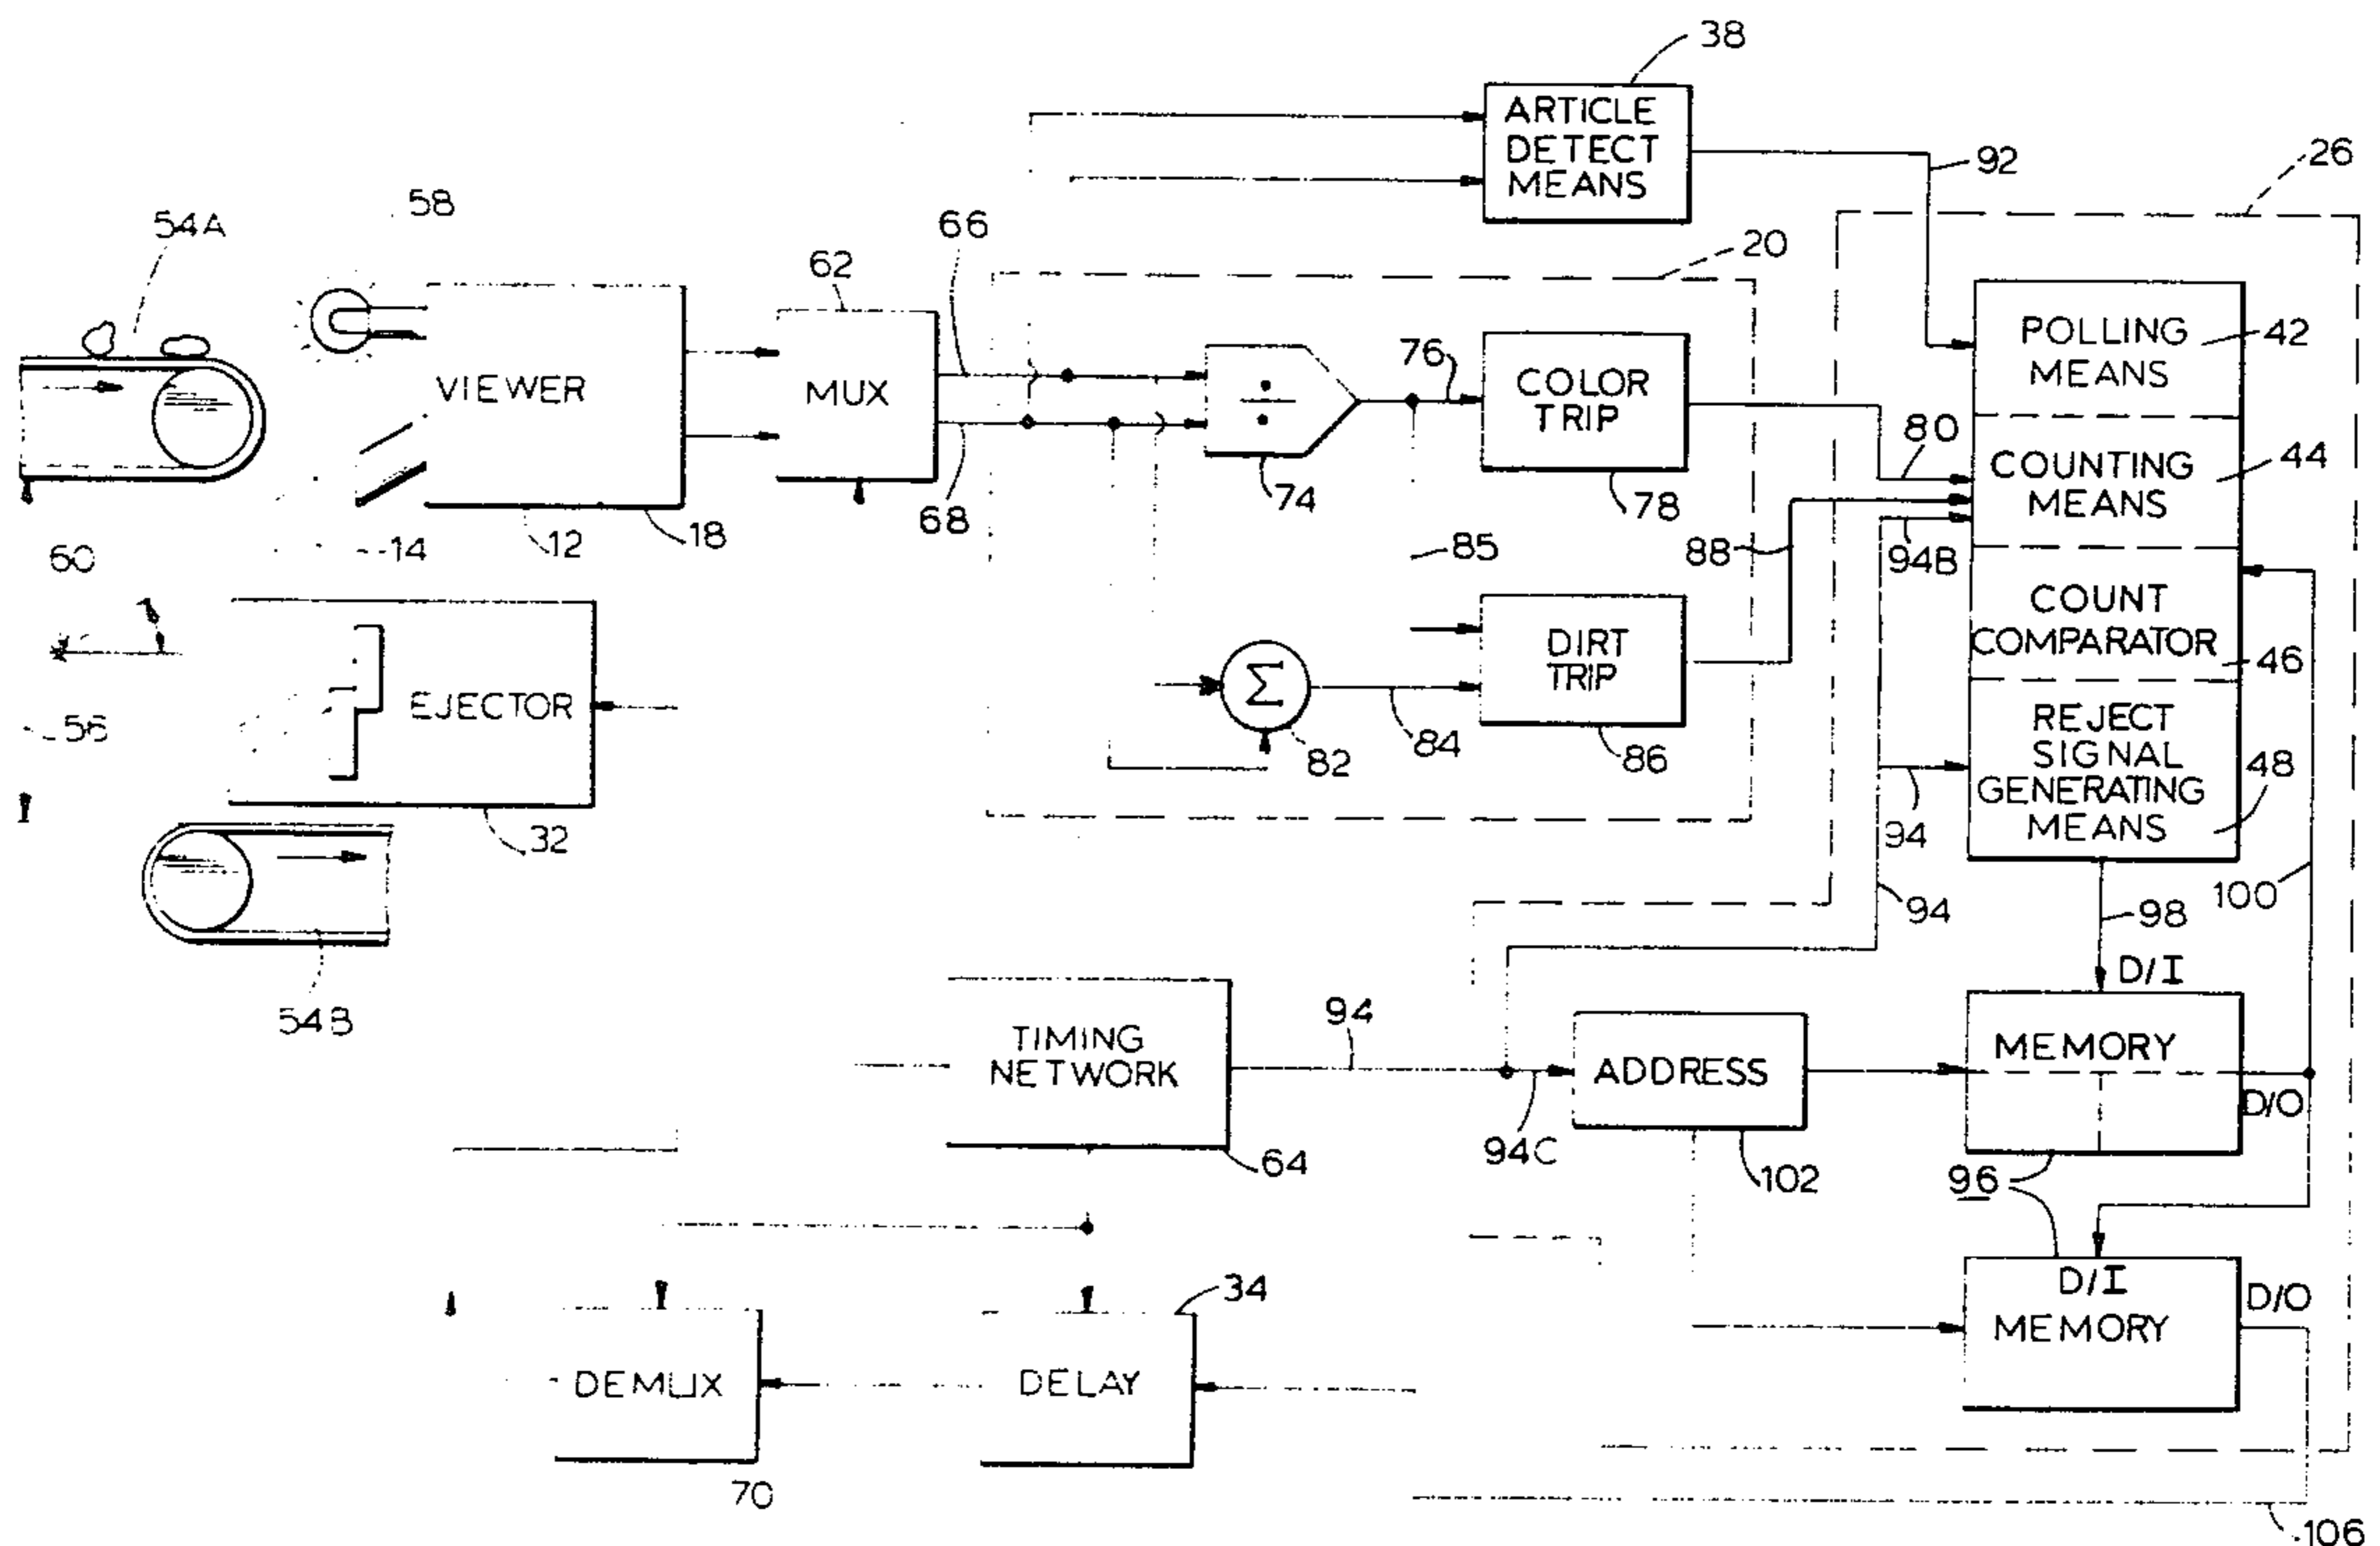 38
ARTICLE
DETECT
MEANS
92
26
58
54A
66
20
62
VIEWER
MUX
÷
76
COLOR
TRIP
POLLING
MEANS
42
80
COUNTING
MEANS
44
68
74
78
12
18
14
60
85
88
94B
COUNT
COMPARATOR
46
EJECTOR
56
Σ
82
84
DIRT
TRIP
86
REJECT
SIGNAL
GENERATING
MEANS
48
32
94
94
100
98
54B
D/I
TIMING
NETWORK
94
ADDRESS
MEMORY
D/O
64
94C
102
96
34
D/I
MEMORY
D/O
DEMUX
DELAY
70
106